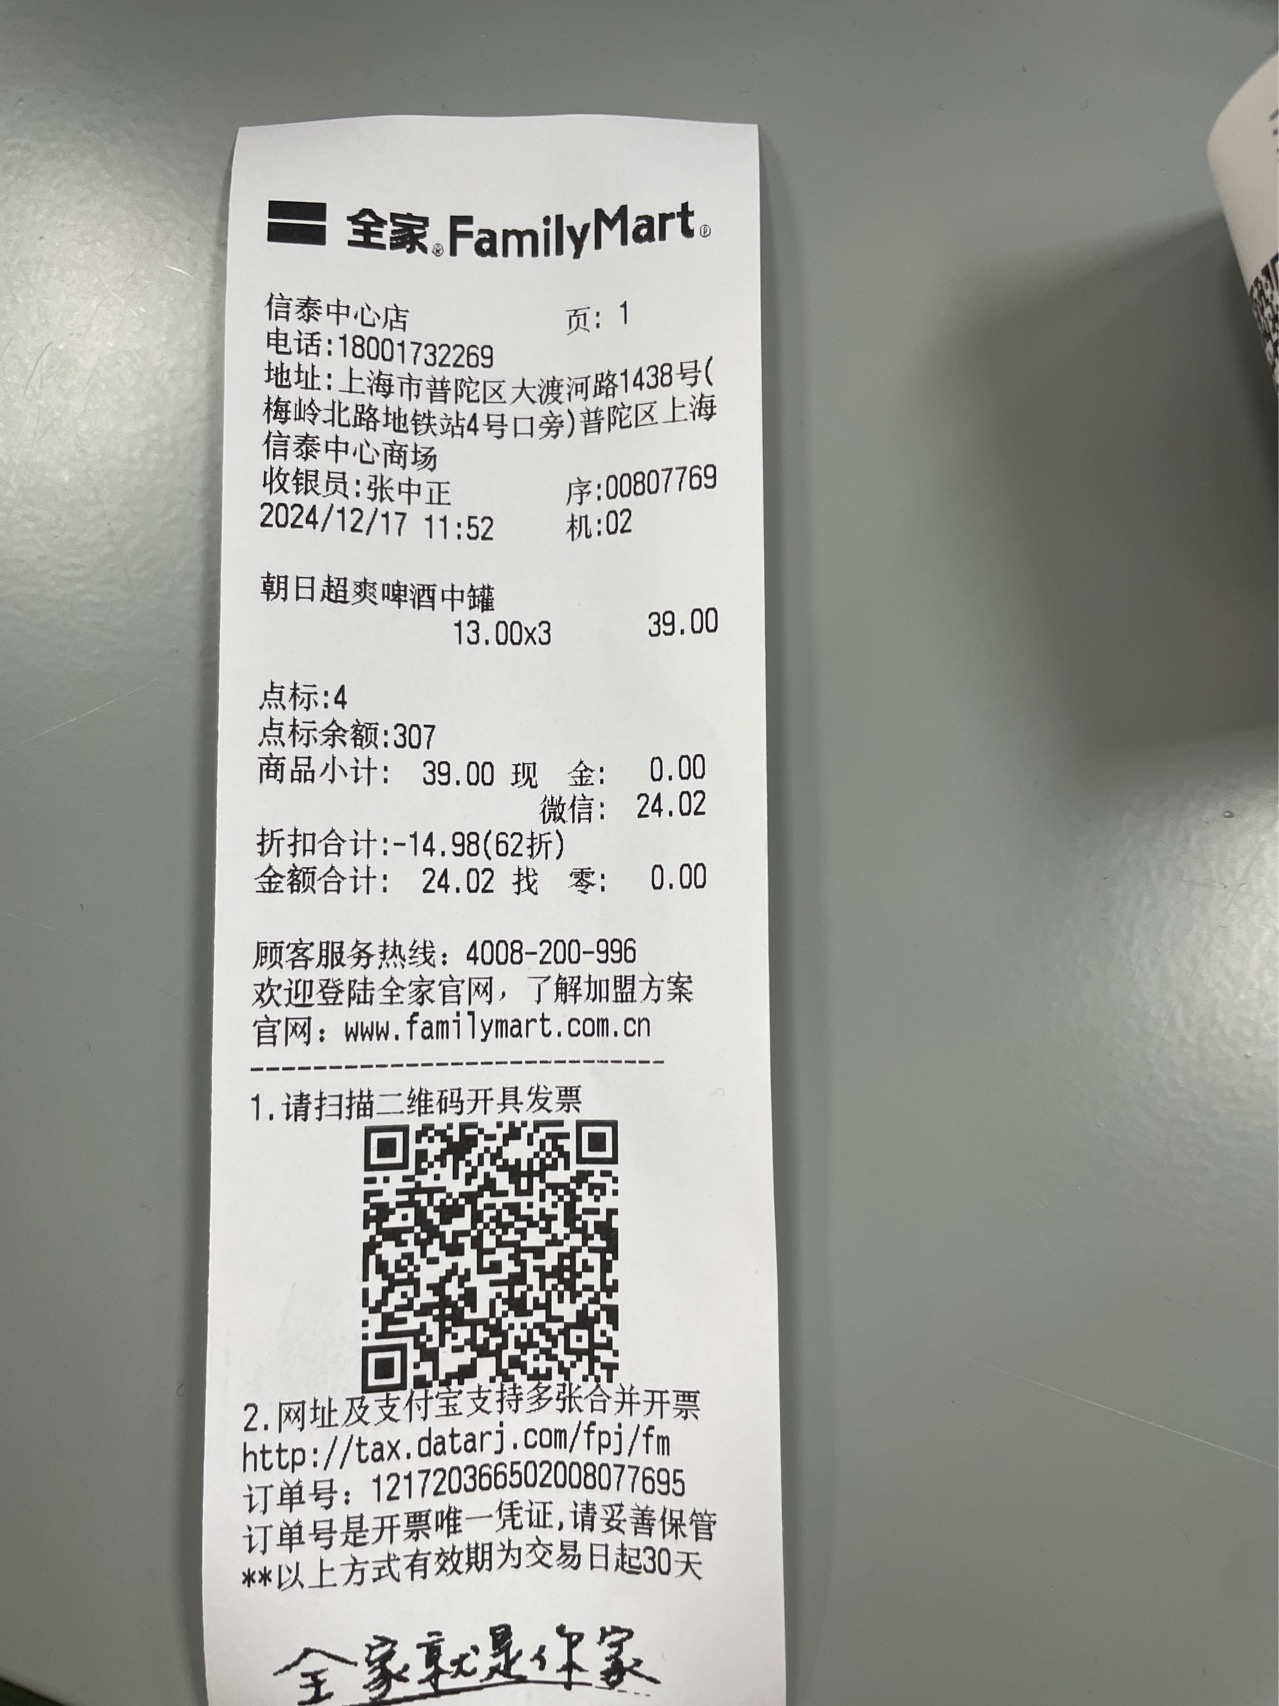 全家® FamilyMart®
信泰中心店 页: 1
电话:18001732269
地址:上海市普陀区大渡河路1438号(
梅岭北路地铁站4号口旁)普陀区上海
信泰中心商场
收银员:张中正 序:00807769
2024/12/17 11:52 机:02
朝日超爽啤酒中罐
13.00x3 39.00
点标:4
点标余额:307
商品小计: 39.00 现 金: 0.00
微信: 24.02
折扣合计:-14.98(62折)
金额合计: 24.02 找 零: 0.00
顾客服务热线: 4008-200-996
欢迎登陆全家官网, 了解加盟方案
官网: www.familymart.com.cn
1.请扫描二维码开具发票
2.网址及支付宝支持多张合并开票
http://tax.datarj.com/fpj/fm
订单号: 121720366502008077695
订单号是开票唯一凭证,请妥善保管
**以上方式有效期为交易日起30天
全家就是你家